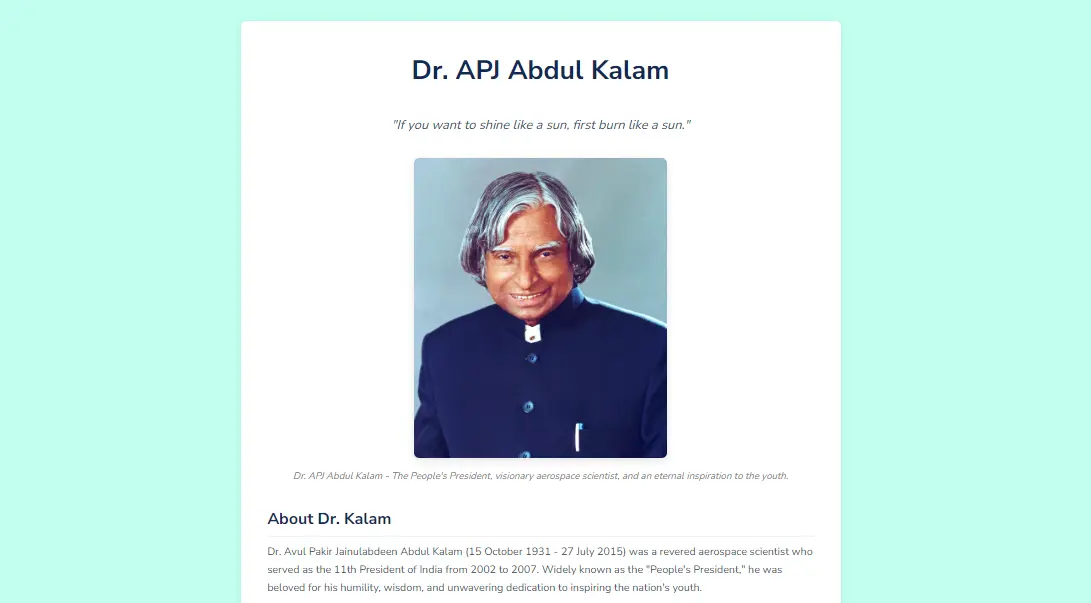 Dr. APJ Abdul Kalam
"If you want to shine like a sun, first burn like a sun."
Dr. APJ Abdul Kalam - The People's President, visionary aerospace scientist, and an eternal inspiration to the youth.
About Dr. Kalam
Dr. Avul Pakir Jainulabdeen Abdul Kalam (15 October 1931 - 27 July 2015) was a revered aerospace scientist who
served as the 11th President of India from 2002 to 2007. Widely known as the "People's President," he was
beloved for his humility, wisdom, and unwavering dedication to inspiring the nation's youth.